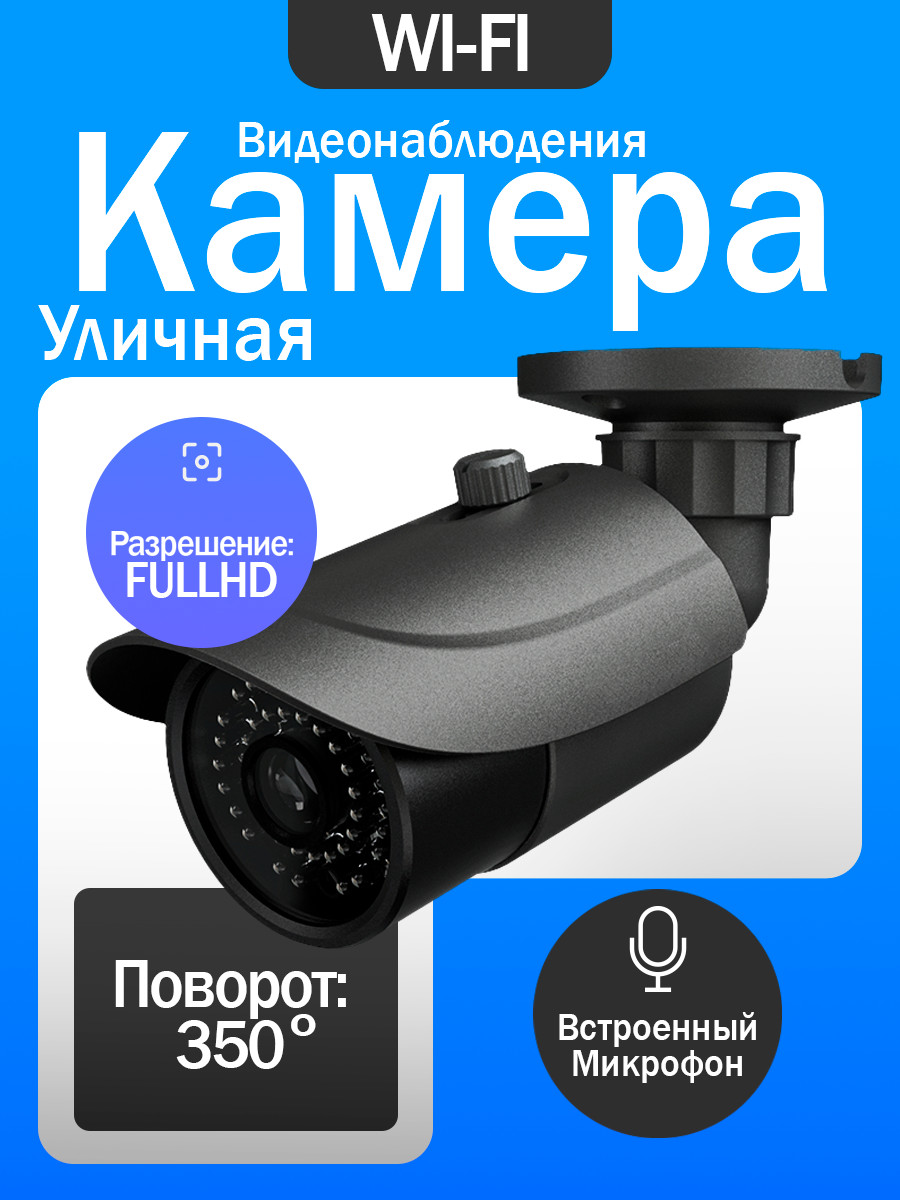 WI-FI
Видеонаблюдения
Камера
Уличная
Разрешение:
FULLHD
Поворот:
350°
Встроенный
Микрофон